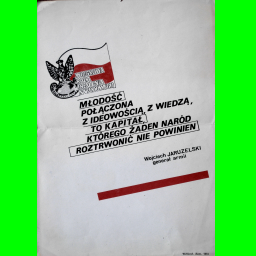 MŁODOŚĆ
POŁĄCZONA
Z IDEOWOŚCIĄ, Z WIEDZĄ,
TO KAPITAŁ,
KTÓREGO ŻADEN NARÓD
ROZTRWONIĆ NIE POWINIEN
Wojciech JARUZELSKI
generał armii